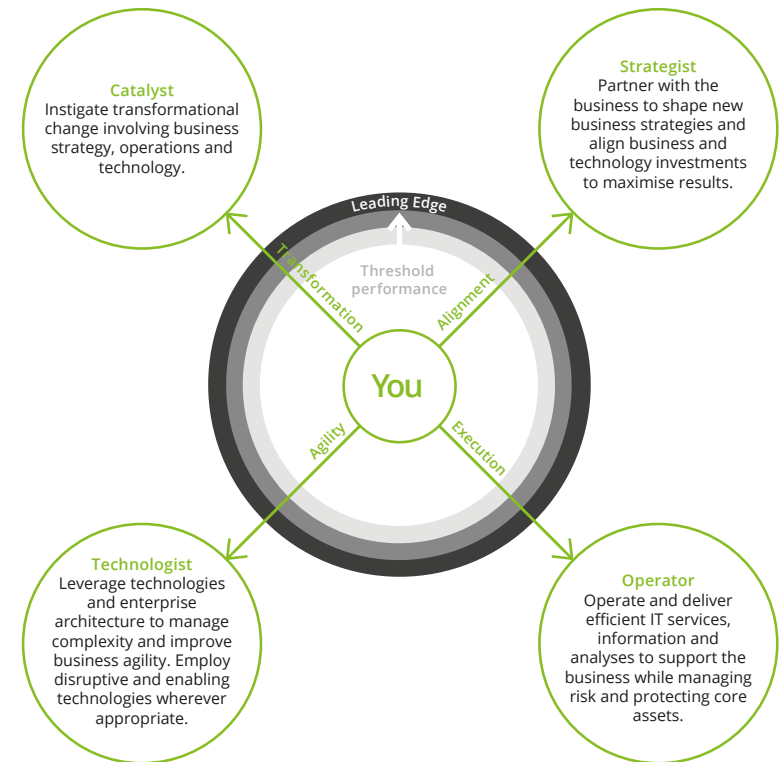 Catalyst
Instigate transformational
change involving business
strategy, operations and
technology.
Strategist
Partner with the
business to shape new
business strategies and
align business and
technology investments
to maximise results.
Leading Edge
Threshold
performance
Transformation
Alignment
You
Agility
Execution
Technologist
Leverage technologies
and enterprise
architecture to manage
complexity and improve
business agility. Employ
disruptive and enabling
technologies wherever
appropriate.
Operator
Operate and deliver
efficient IT services,
information and
analyses to support the
business while managing
risk and protecting core
assets.